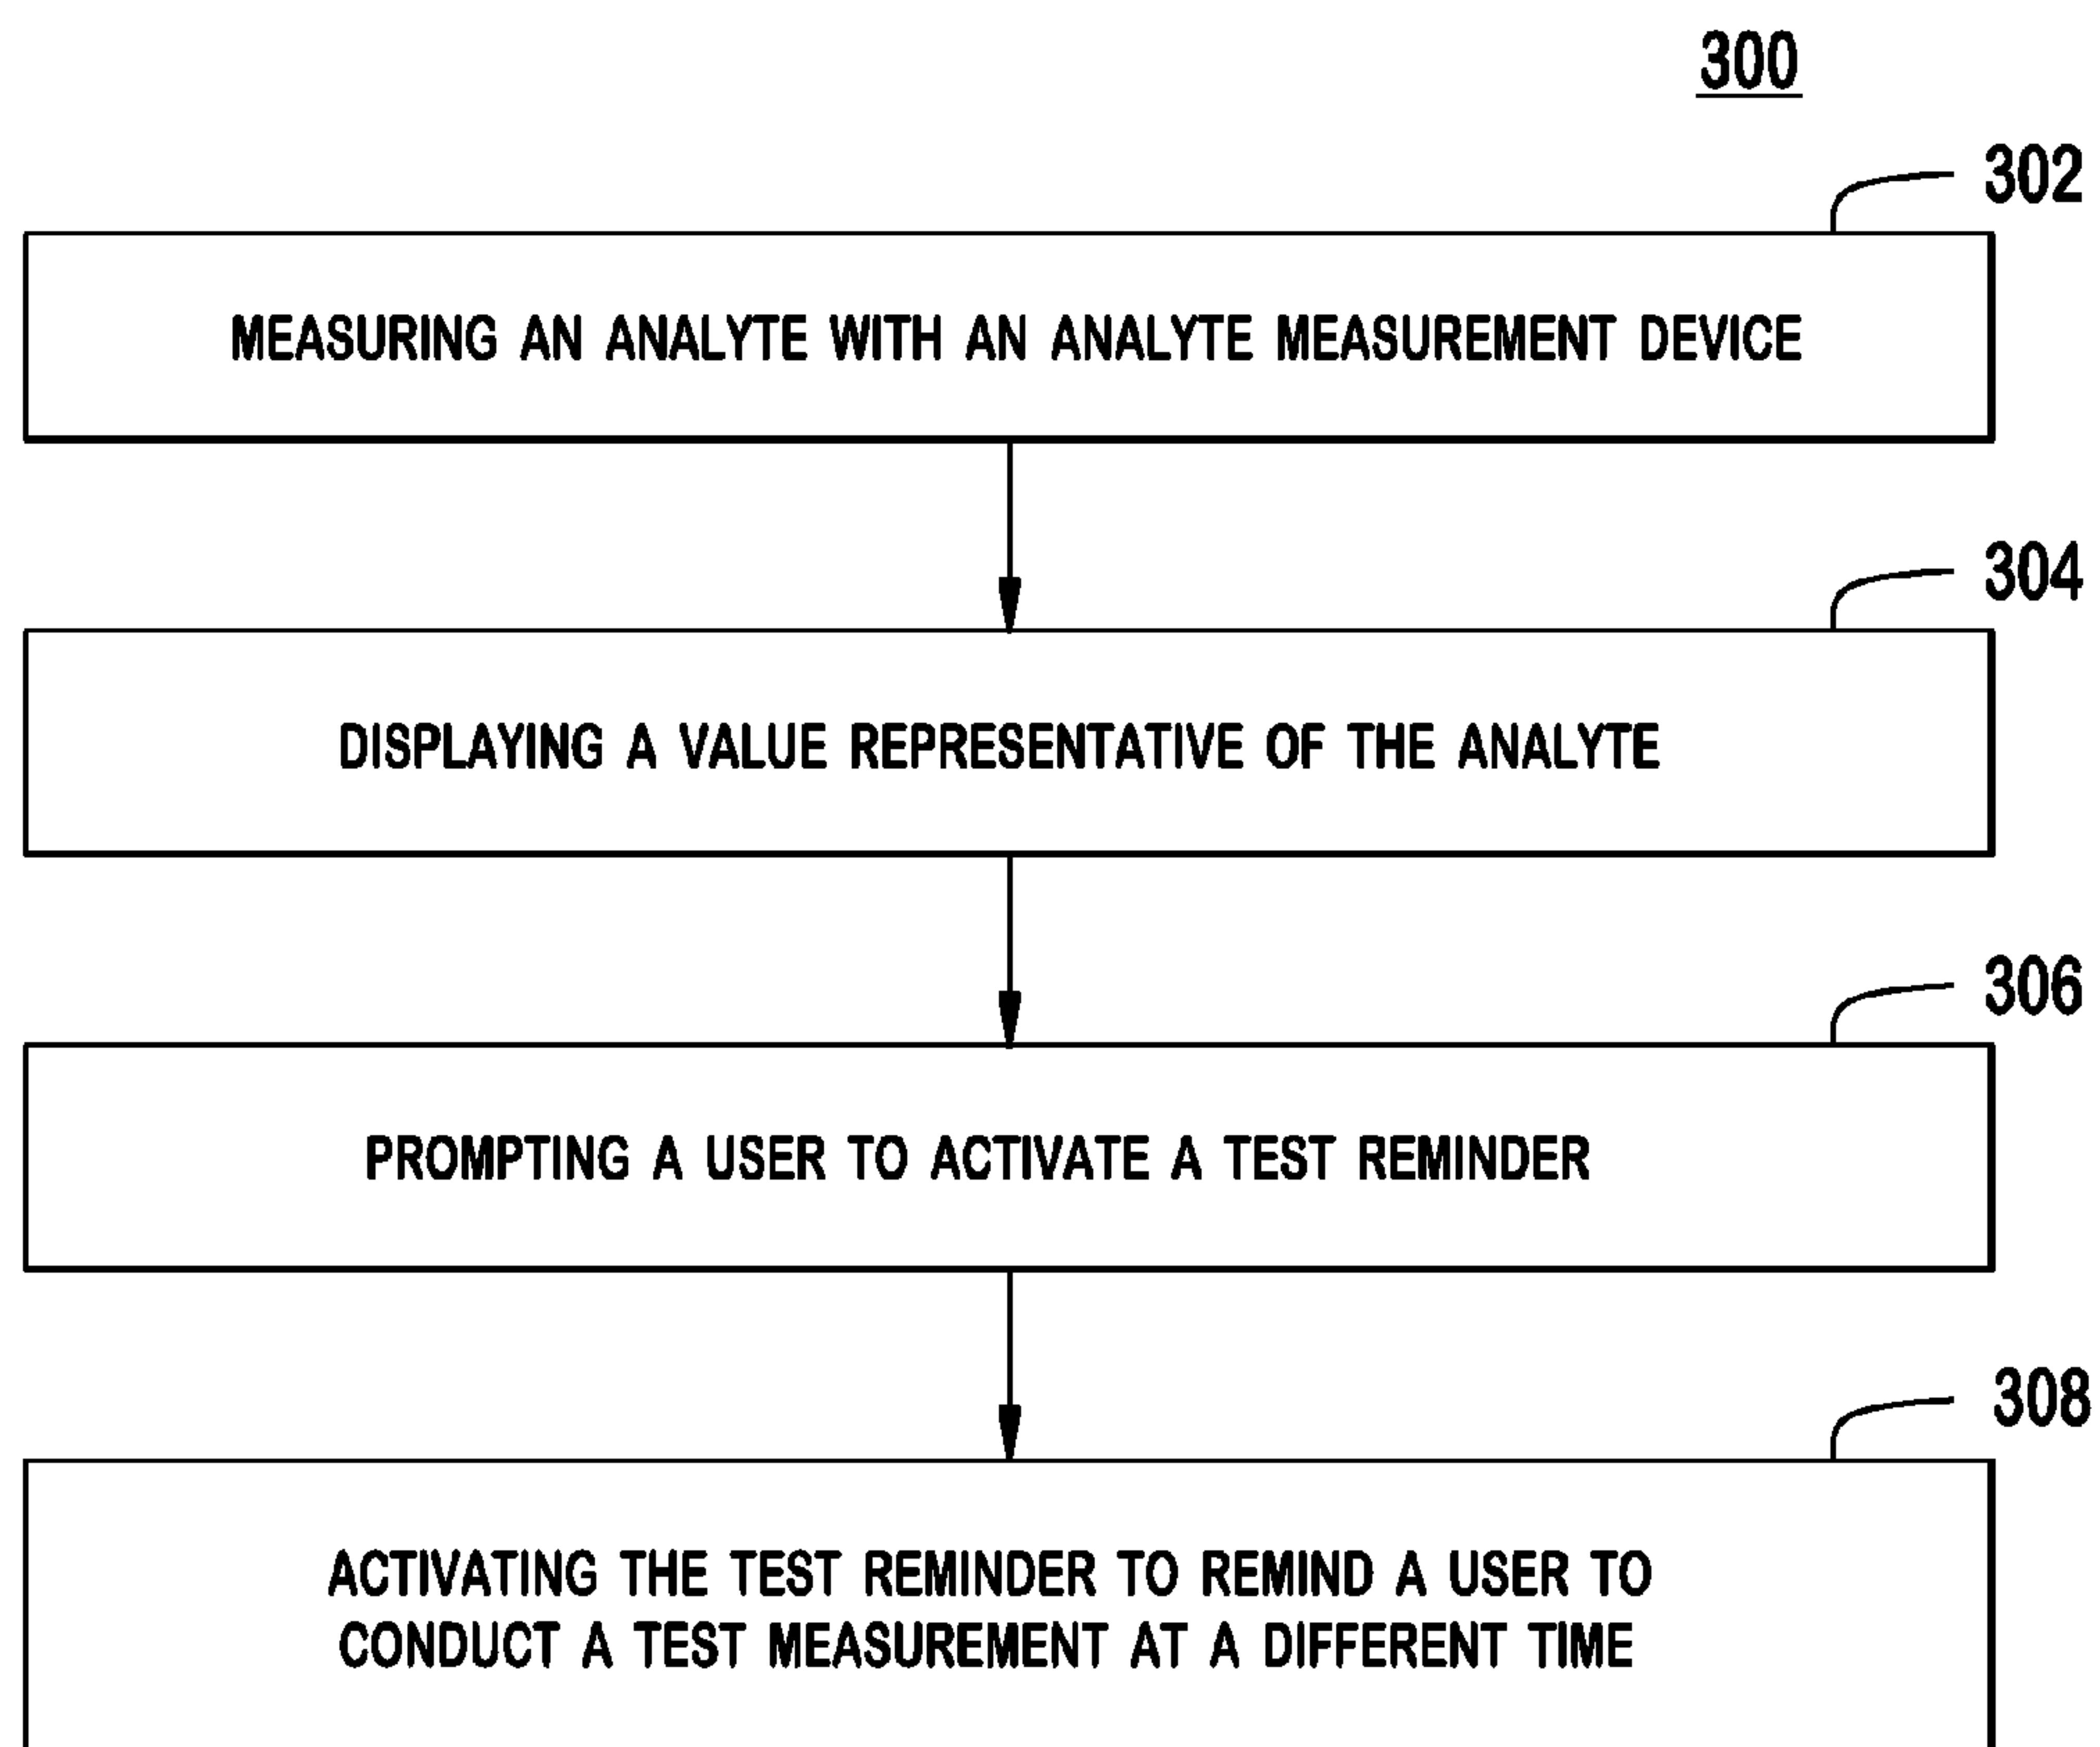 300
302
MEASURING AN ANALYTE WITH AN ANALYTE MEASUREMENT DEVICE
304
DISPLAYING A VALUE REPRESENTATIVE OF THE ANALYTE
306
PROMPTING A USER TO ACTIVATE A TEST REMINDER
308
ACTIVATING THE TEST REMINDER TO REMIND A USER TO
CONDUCT A TEST MEASUREMENT AT A DIFFERENT TIME